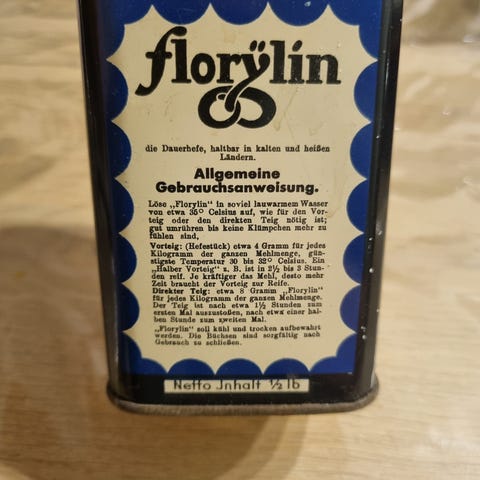 florÿlin
die Dauerhefe, haltbar in kalten und heißen
Ländern.
Allgemeine
Gebrauchsanweisung.
Löse „Florylin" in soviel lauwarmem Wasser
von etwa 35° Celsius auf, wie für den Vor-
teig oder den direkten Teig nötig ist;
gut umrühren bis keine Klümpchen mehr zu
fühlen sind,
Vorteig: (Hefestück) etwa 4 Gramm für jedes
Kilogramm der ganzen Mehlmenge, gün-
stigste Temperatur 30 bis 32° Celsius. Ein
„Halber Vorteig" z. B. ist in 2½ bis 3 Stun-
den reif. Je kräftiger das Mehl, desto mehr
Zeit braucht der Vorteig zur Reife.
Direkter Teig: etwa 8 Gramm „Florylin"
für jedes Kilogramm der ganzen Mehlmenge.
Der Teig ist nach etwa 1½ Stunden zum
ersten Mal auszustoßen, nach etwa einer hal-
ben Stunde zum zweiten Mal.
„Florylin" soll kühl und trocken aufbewahrt
werden. Die Büchsen sind sorgfältig nach
Gebrauch zu schließen.
Netto Jnhalt ½ lb